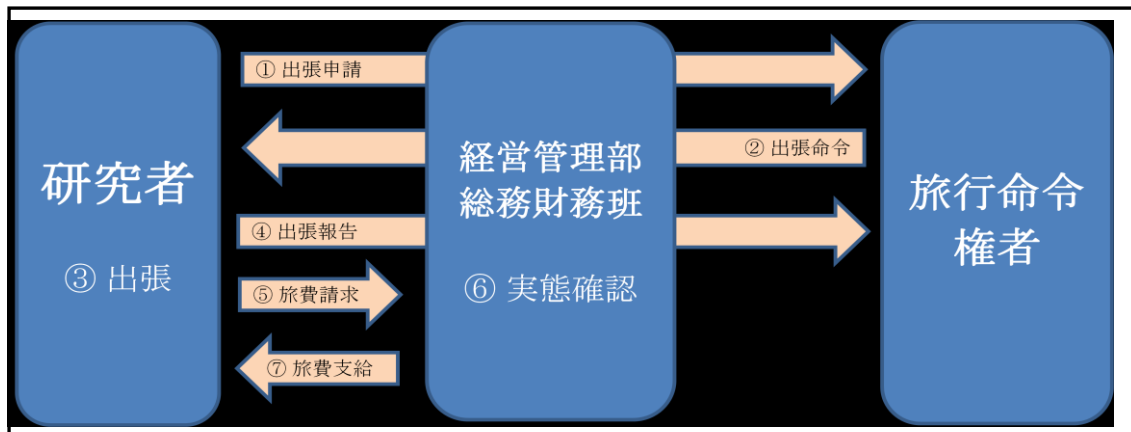 研究者
③ 出張
① 出張申請
② 出張命令
④ 出張報告
⑤ 旅費請求
⑦ 旅費支給
経営管理部
総務財務班
⑥ 実態確認
旅行命令
権者